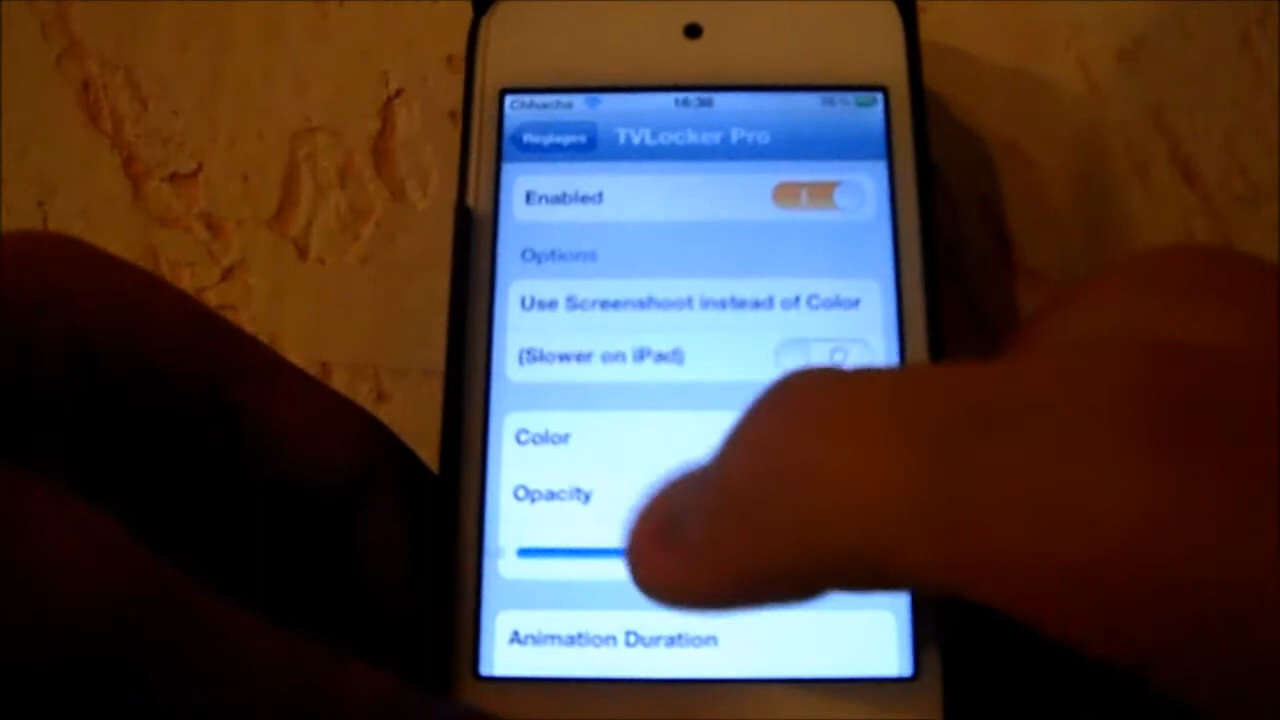 Chhacha 16:38
Réglages TVLocker Pro
Enabled
Options
Use Screenshoot instead of Color
(Slower on iPad)
Color
Opacity
Animation Duration